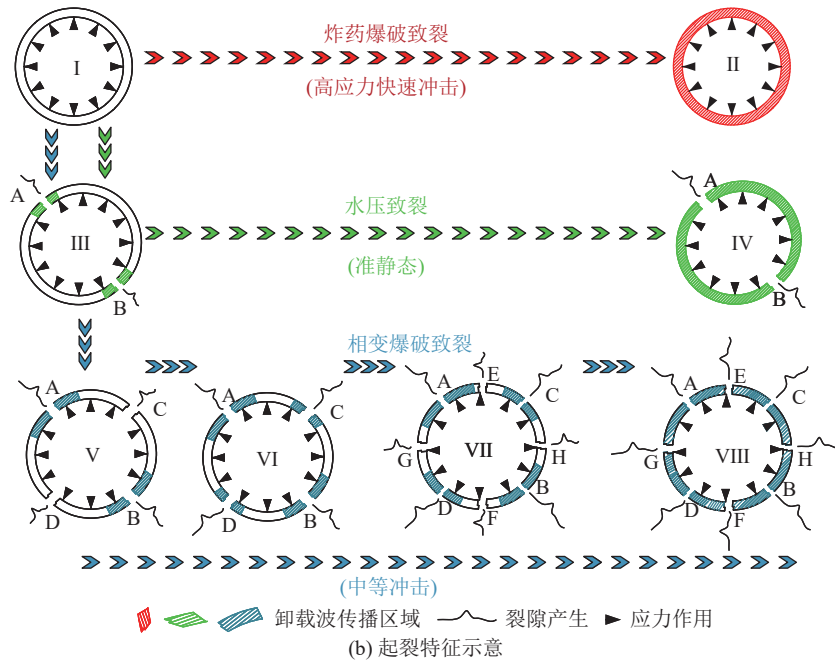 I
炸药爆破致裂
(高应力快速冲击)
II
A
III
B
水压致裂
(准静态)
A
IV
B
相变爆破致裂
A
C
V
D
B
A
C
VI
D
B
A
E
C
G
VII
H
D
B
F
A
E
C
G
VIII
H
D
B
F
(中等冲击)
卸载波传播区域
裂隙产生
应力作用
(b) 起裂特征示意